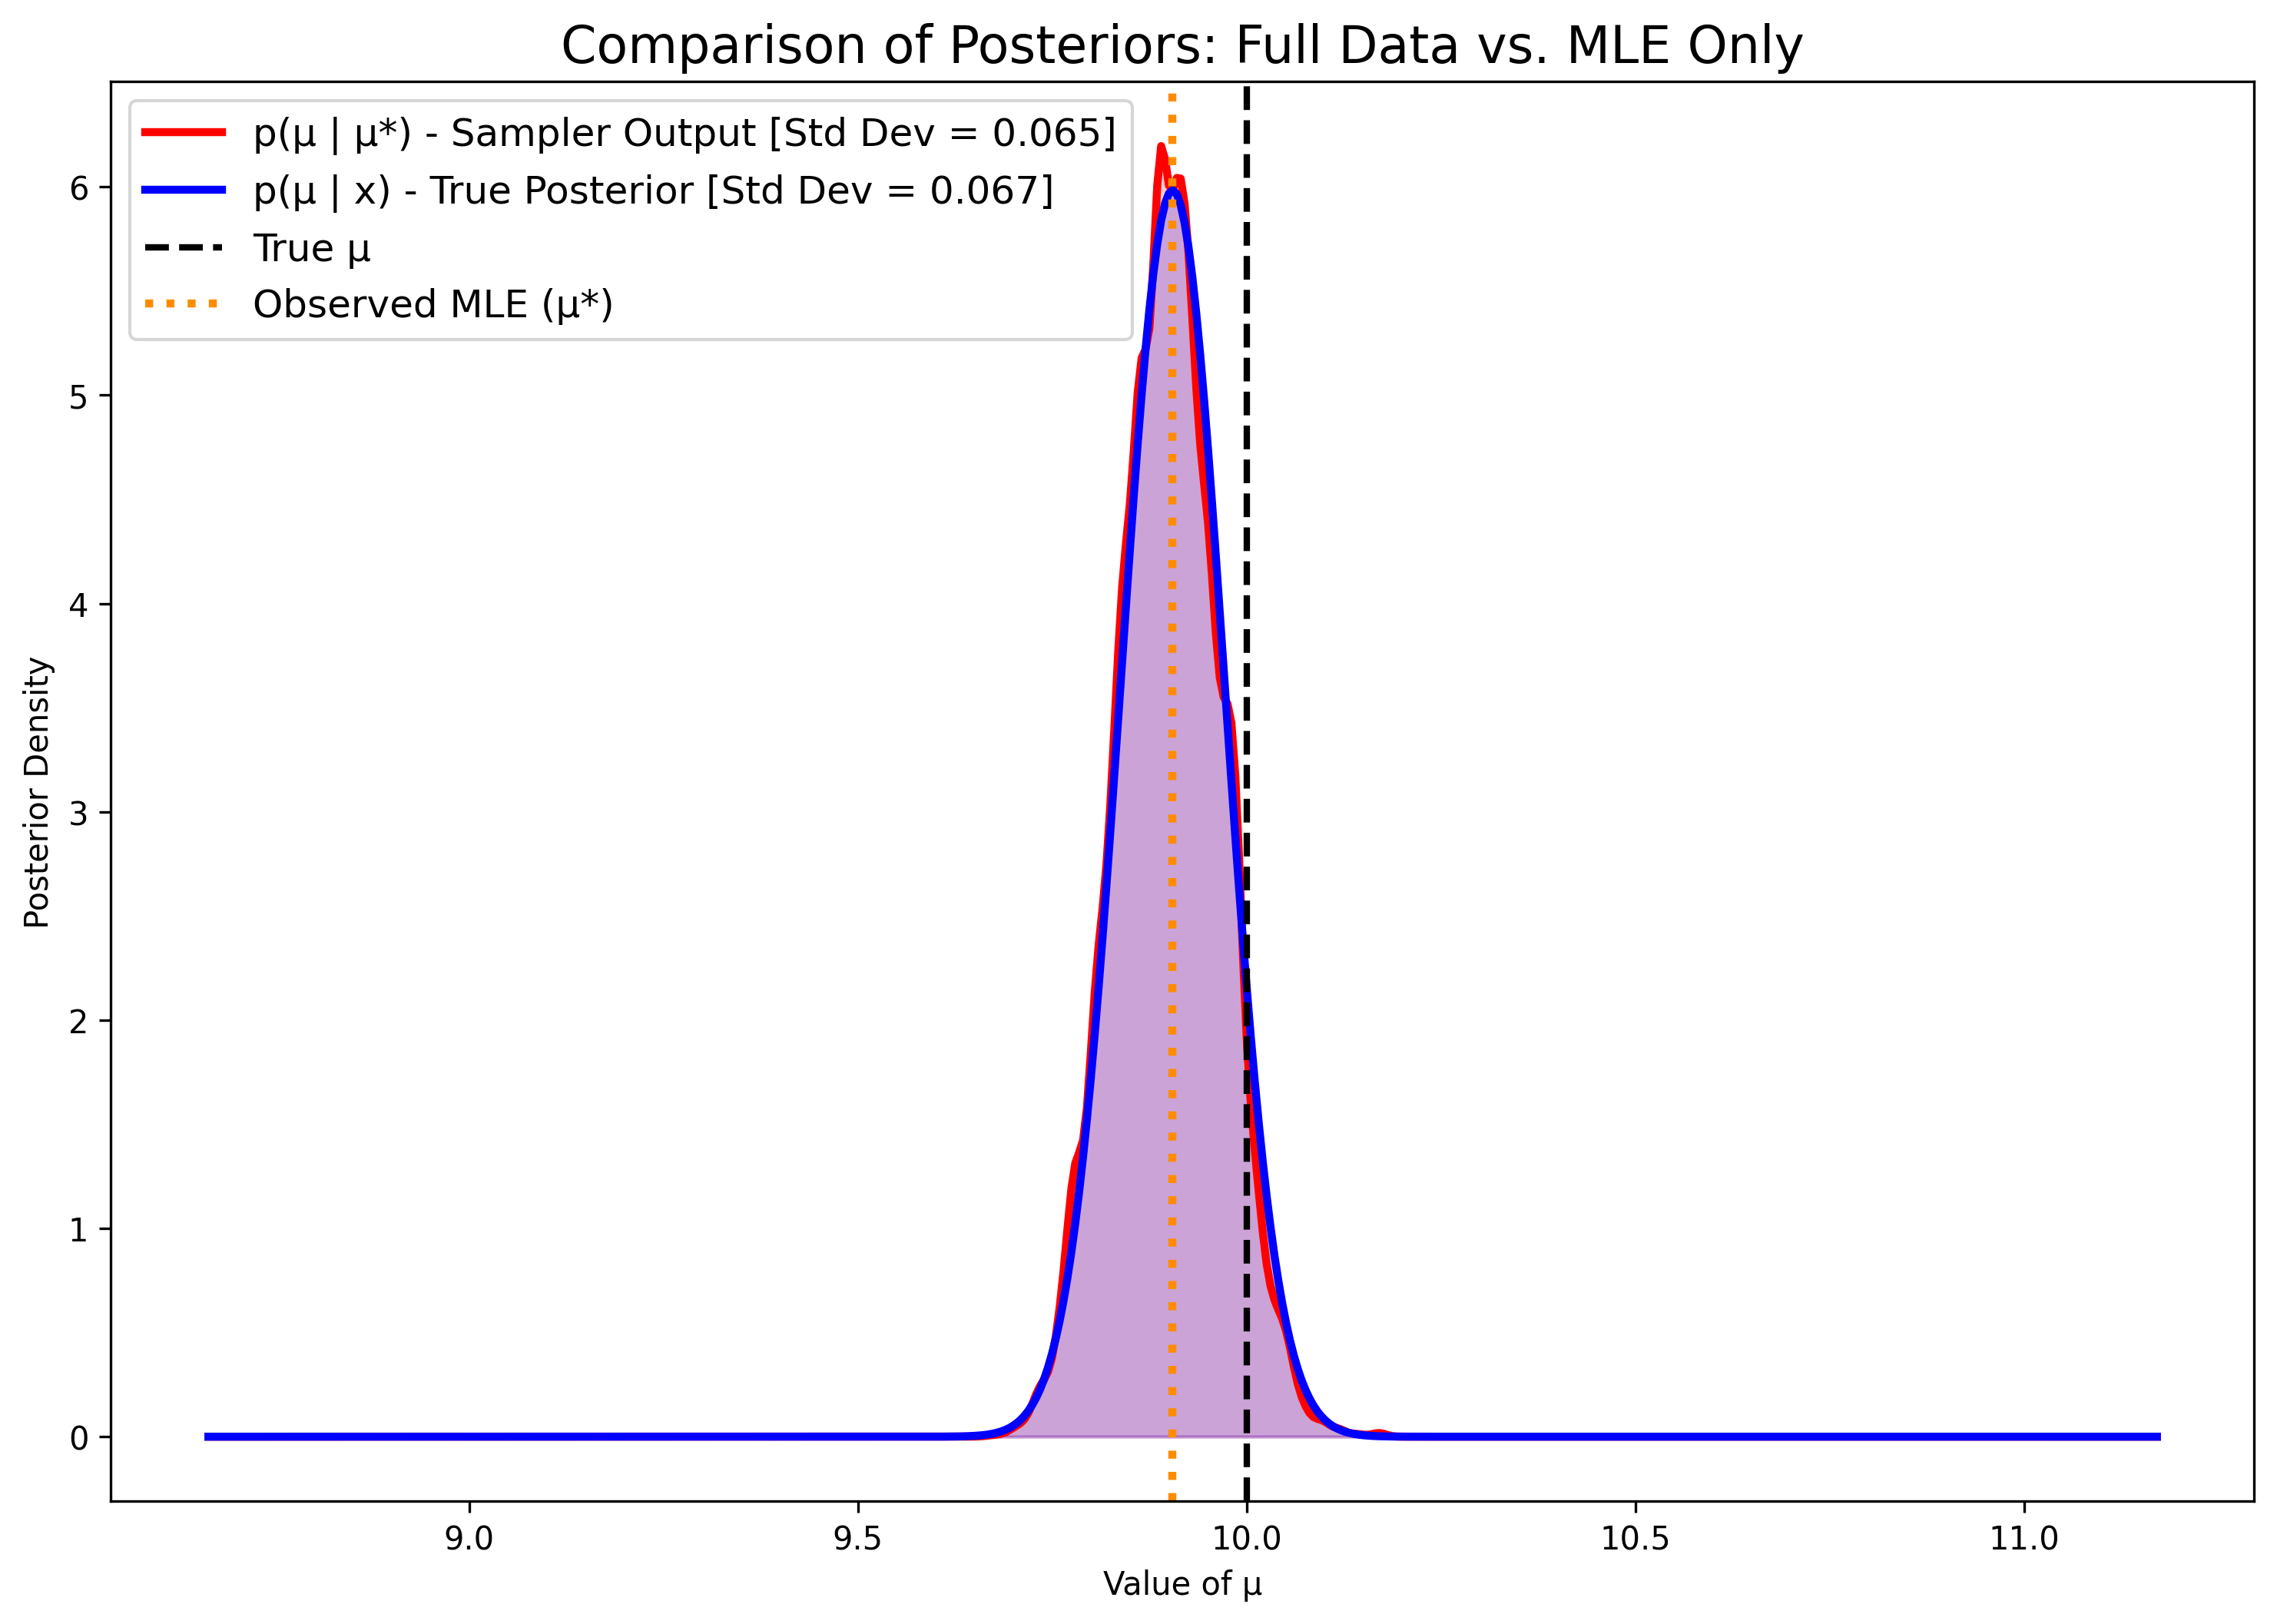 Comparison of Posteriors: Full Data vs. MLE Only
p(μ | μ*) - Sampler Output [Std Dev = 0.065]
p(μ | x) - True Posterior [Std Dev = 0.067]
True μ
Observed MLE (μ*)
Posterior Density
6
5
4
3
2
1
0
9.0 9.5 10.0 10.5 11.0
Value of μ